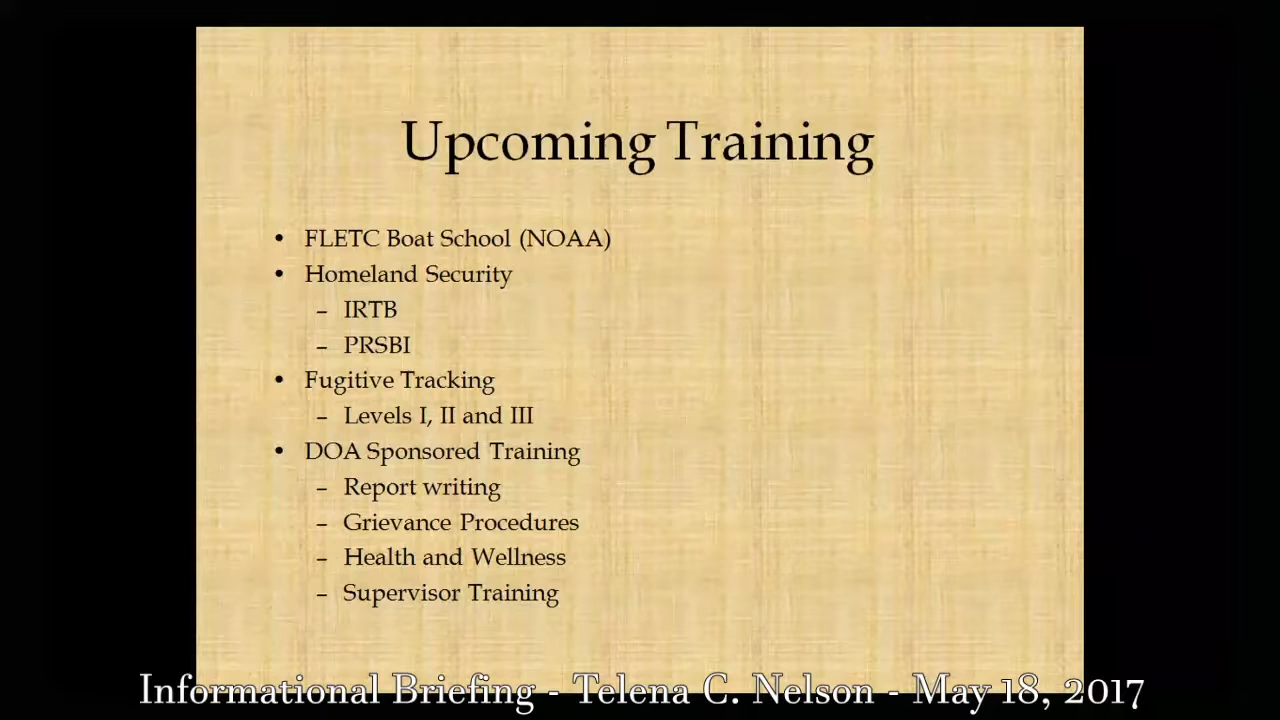 Upcoming Training
• FLETC Boat School (NOAA)
• Homeland Security
– IRTB
– PRSBI
• Fugitive Tracking
– Levels I, II and III
• DOA Sponsored Training
– Report writing
– Grievance Procedures
– Health and Wellness
– Supervisor Training
Informational Briefing - Telena C. Nelson - May 18, 2017